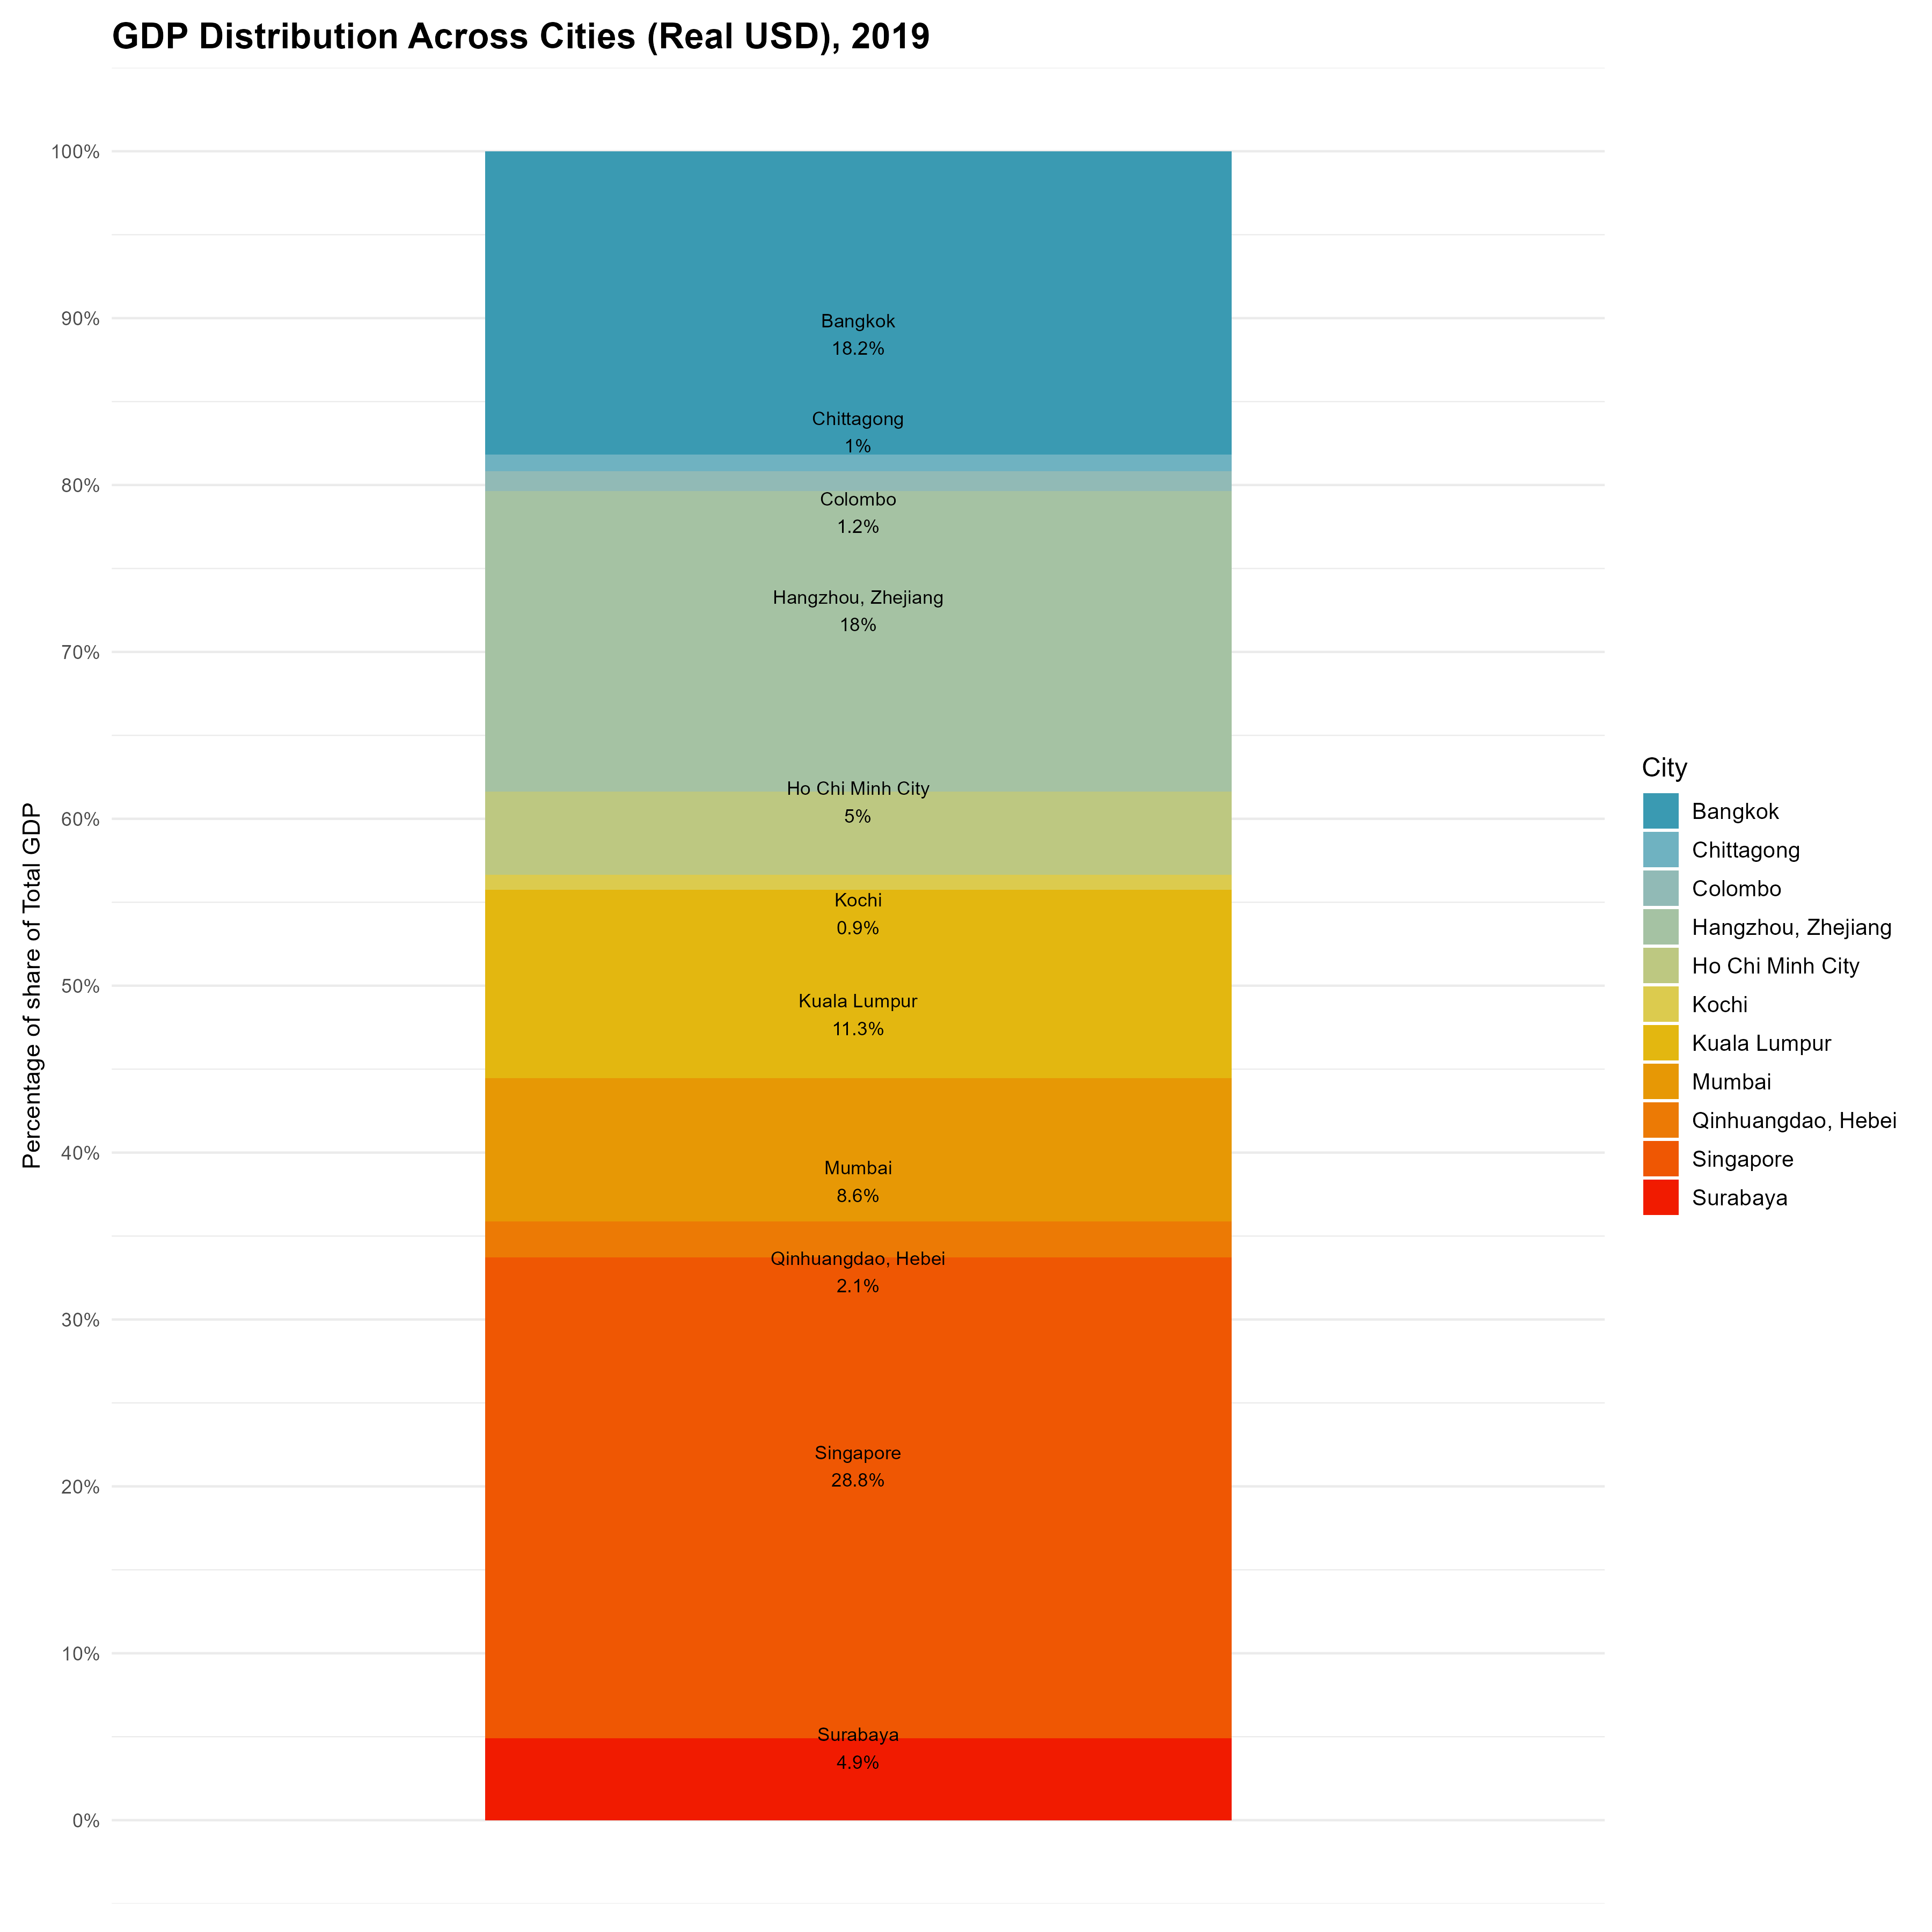 GDP Distribution Across Cities (Real USD), 2019
Percentage of share of Total GDP
100%
90%
80%
70%
60%
50%
40%
30%
20%
10%
0%
Bangkok
18.2%
Chittagong
1%
Colombo
1.2%
Hangzhou, Zhejiang
18%
Ho Chi Minh City
5%
Kochi
0.9%
Kuala Lumpur
11.3%
Mumbai
8.6%
Qinhuangdao, Hebei
2.1%
Singapore
28.8%
Surabaya
4.9%
City
Bangkok
Chittagong
Colombo
Hangzhou, Zhejiang
Ho Chi Minh City
Kochi
Kuala Lumpur
Mumbai
Qinhuangdao, Hebei
Singapore
Surabaya